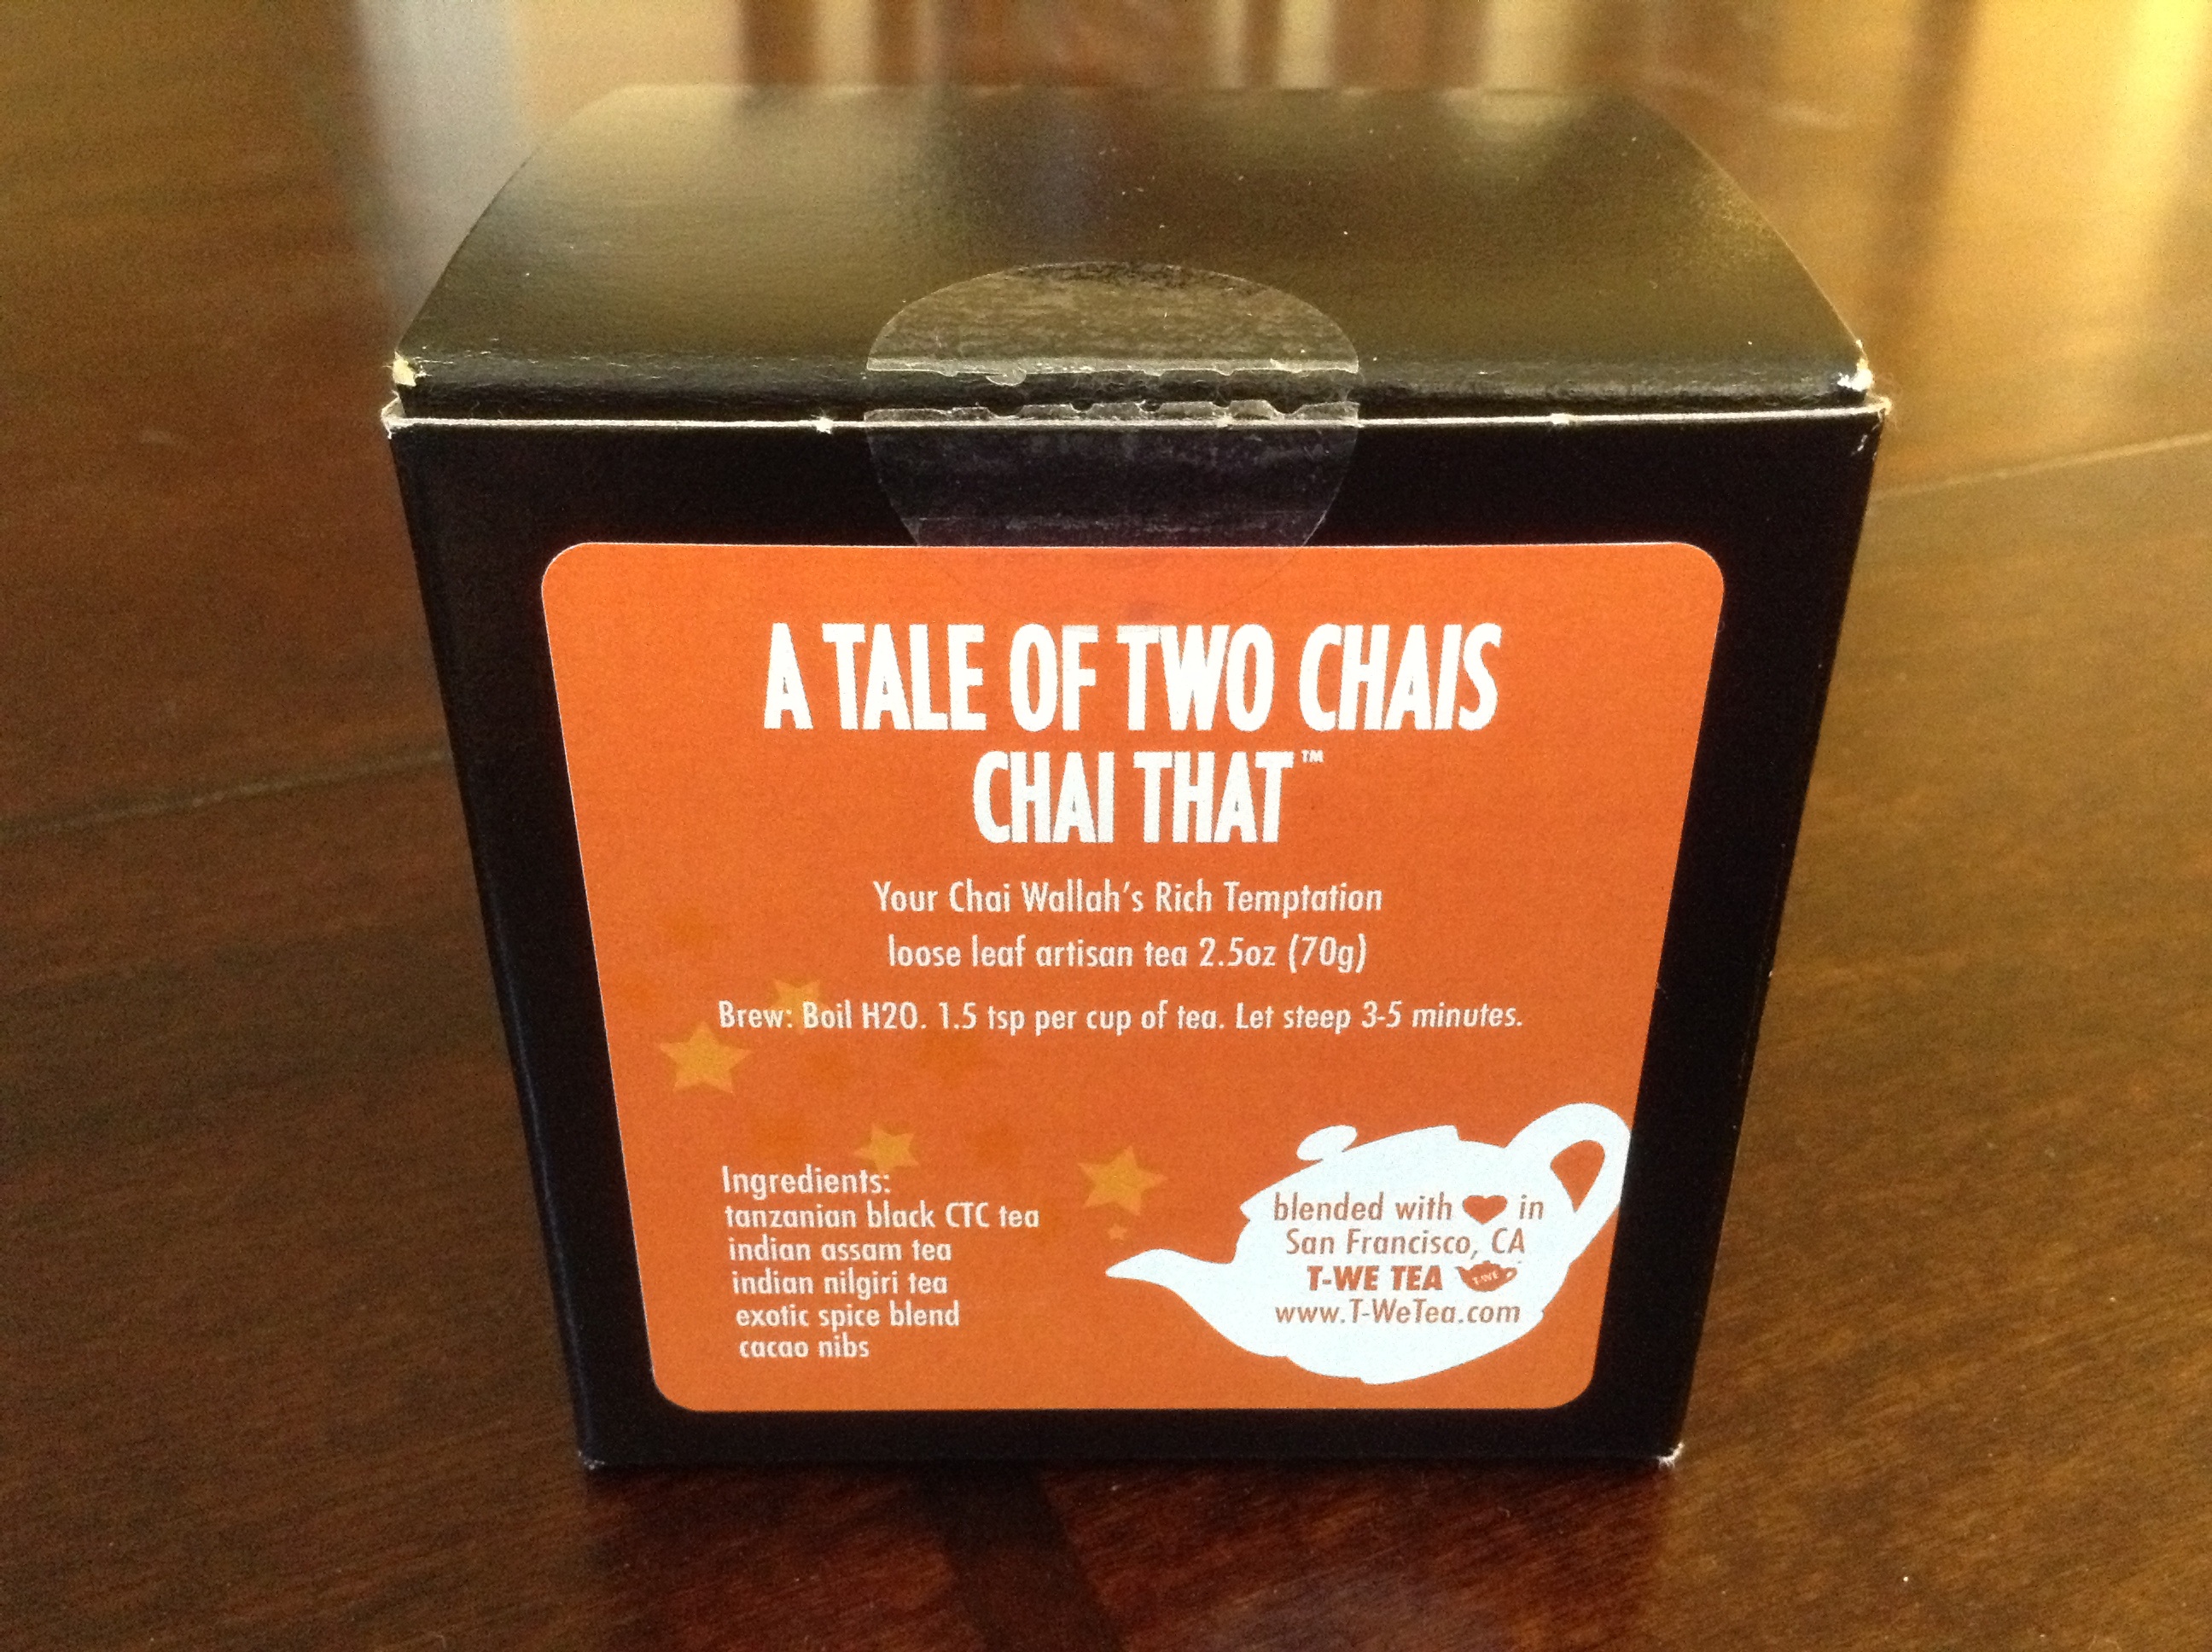 A TALE OF TWO CHAIS
CHAI THAT™
Your Chai Wallah's Rich Temptation
loose leaf artisan tea 2.5oz (70g)
Brew: Boil H2O. 1.5 tsp per cup of tea. Let steep 3-5 minutes.
Ingredients:
tanzanian black CTC tea
indian assam tea
indian nilgiri tea
exotic spice blend
cacao nibs
blended with ♥ in
San Francisco, CA
T-WE TEA T-WE
www.T-WeTea.com